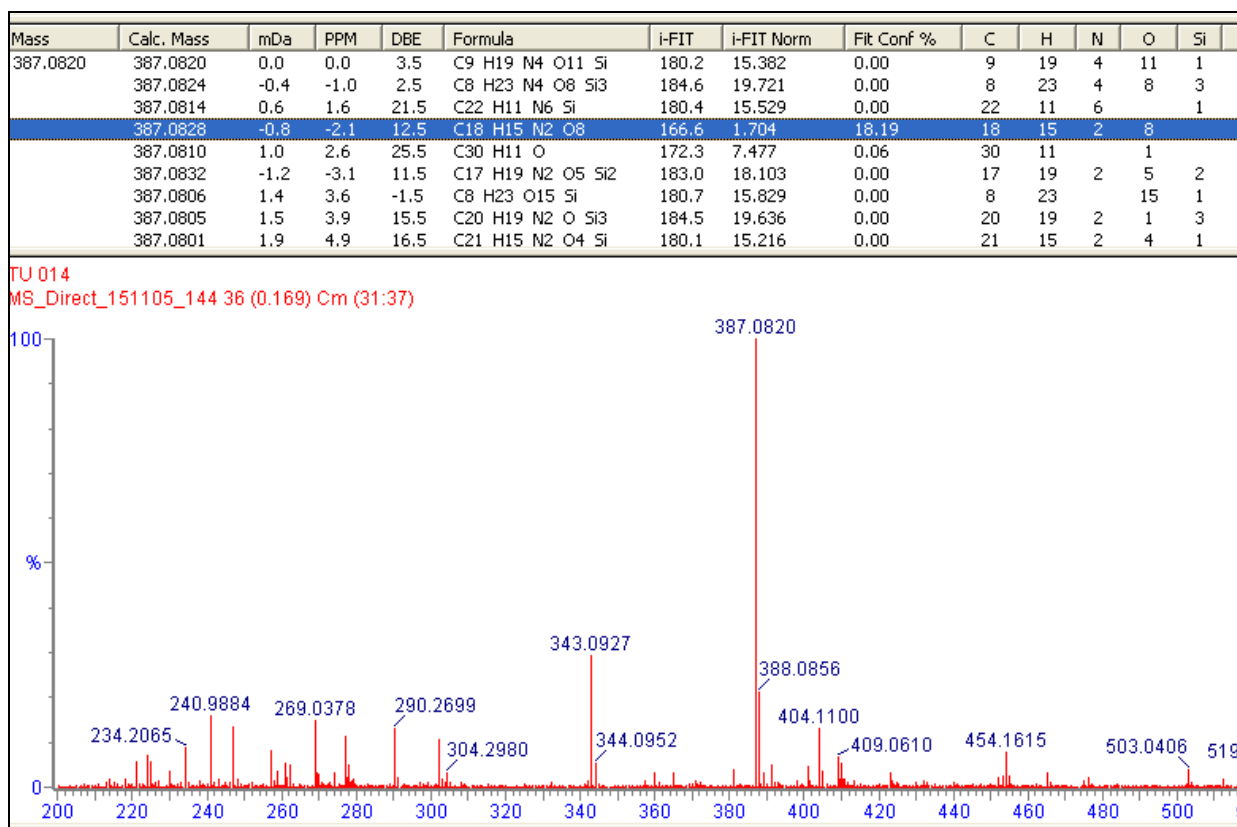 Mass Calc. Mass mDa PPM DBE Formula i-FIT i-FIT Norm Fit Conf % C H N O Si
387.0820 387.0820 0.0 0.0 3.5 C9 H19 N4 O11 Si 180.2 15.382 0.00 9 19 4 11 1
387.0824 -0.4 -1.0 2.5 C8 H23 N4 O8 Si3 184.6 19.721 0.00 8 23 4 8 3
387.0814 0.6 1.6 21.5 C22 H11 N6 Si 180.4 15.529 0.00 22 11 6 1
387.0828 -0.8 -2.1 12.5 C18 H15 N2 O8 166.6 1.704 18.19 18 15 2 8
387.0810 1.0 2.6 25.5 C30 H11 O 172.3 7.477 0.06 30 11 1
387.0832 -1.2 -3.1 11.5 C17 H19 N2 O5 Si2 183.0 18.103 0.00 17 19 2 5 2
387.0806 1.4 3.6 -1.5 C8 H23 O15 Si 180.7 15.829 0.00 8 23 15 1
387.0805 1.5 3.9 15.5 C20 H19 N2 O Si3 184.5 19.636 0.00 20 19 2 1 3
387.0801 1.9 4.9 16.5 C21 H15 N2 O4 Si 180.1 15.216 0.00 21 15 2 4 1
TU 014
MS_Direct_151105_144 36 (0.169) Cm (31:37)
387.0820
100
343.0927
388.0856
240.9884 269.0378 290.2699 404.1100
234.2065 304.2980 344.0952 409.0610 454.1615 503.0406 519
%
0
200 220 240 260 280 300 320 340 360 380 400 420 440 460 480 500